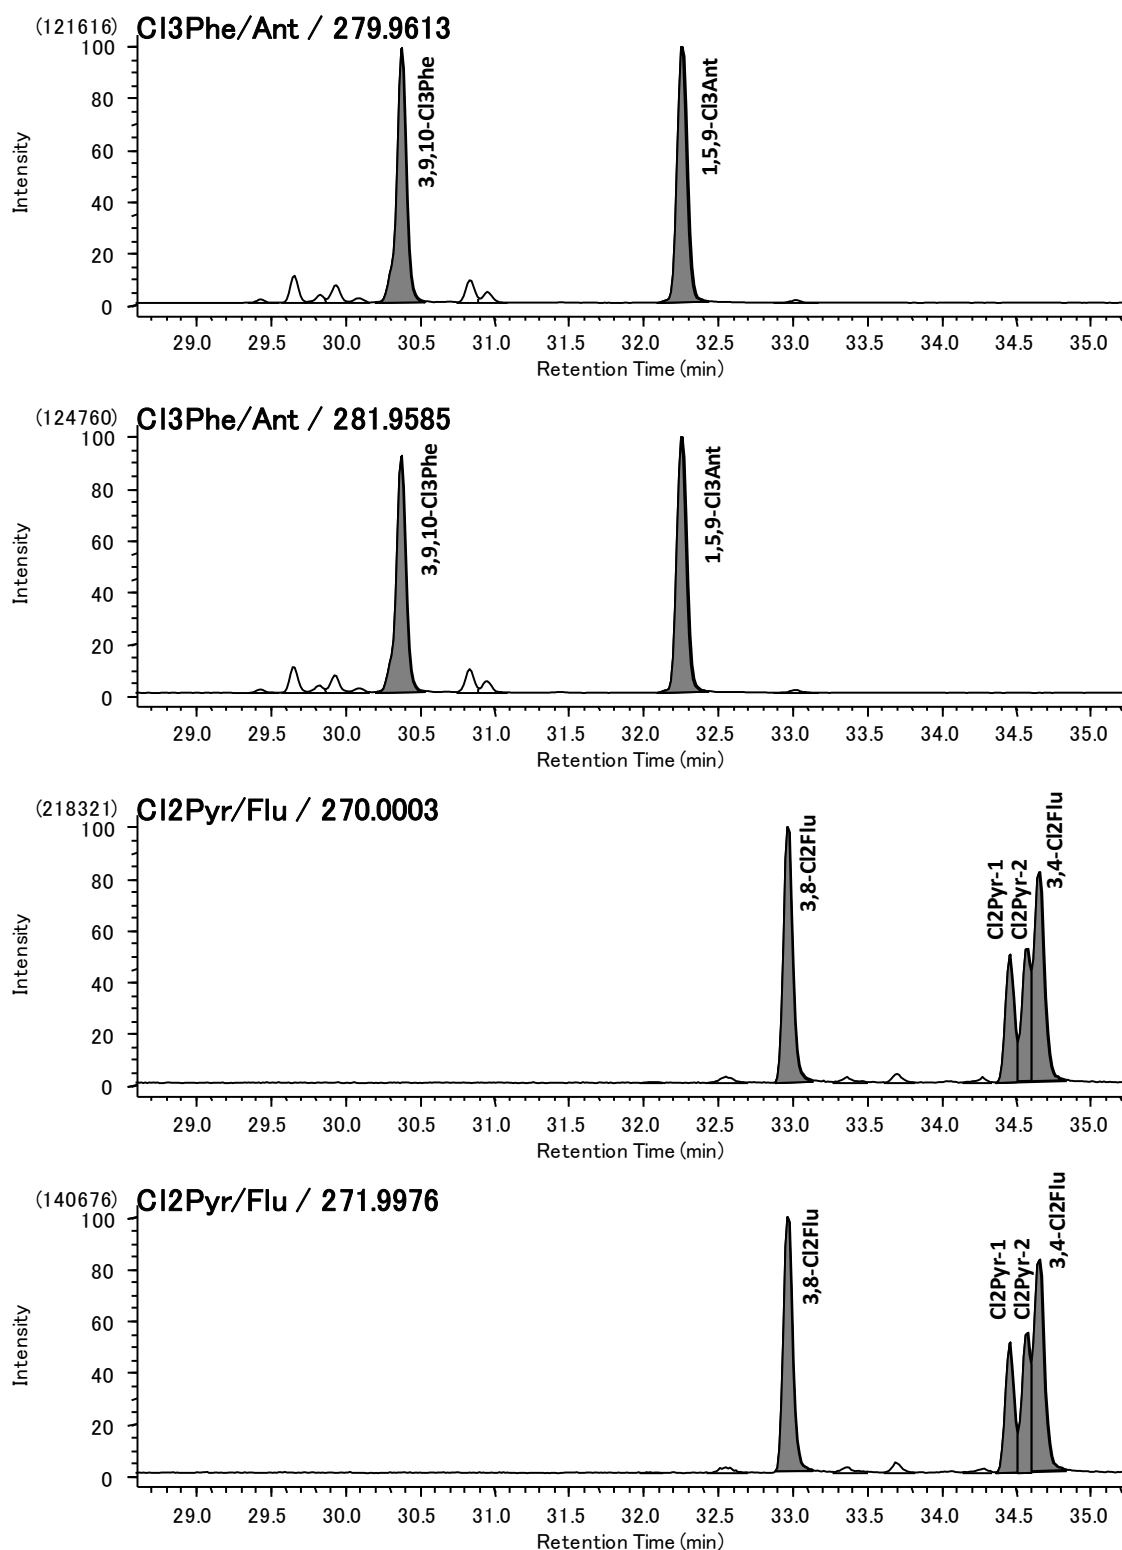 (121616) Cl3Phe/Ant / 279.9613
100
80
60
40
20
0
Intensity
3,9,10-Cl3Phe
1,5,9-Cl3Ant
29.0 29.5 30.0 30.5 31.0 31.5 32.0 32.5 33.0 33.5 34.0 34.5 35.0
Retention Time (min)
(124760) Cl3Phe/Ant / 281.9585
100
80
60
40
20
0
Intensity
3,9,10-Cl3Phe
1,5,9-Cl3Ant
29.0 29.5 30.0 30.5 31.0 31.5 32.0 32.5 33.0 33.5 34.0 34.5 35.0
Retention Time (min)
(218321) Cl2Pyr/Flu / 270.0003
100
80
60
40
20
0
Intensity
3,8-Cl2Flu
Cl2Pyr-1
Cl2Pyr-2
3,4-Cl2Flu
29.0 29.5 30.0 30.5 31.0 31.5 32.0 32.5 33.0 33.5 34.0 34.5 35.0
Retention Time (min)
(140676) Cl2Pyr/Flu / 271.9976
100
80
60
40
20
0
Intensity
3,8-Cl2Flu
Cl2Pyr-1
Cl2Pyr-2
3,4-Cl2Flu
29.0 29.5 30.0 30.5 31.0 31.5 32.0 32.5 33.0 33.5 34.0 34.5 35.0
Retention Time (min)